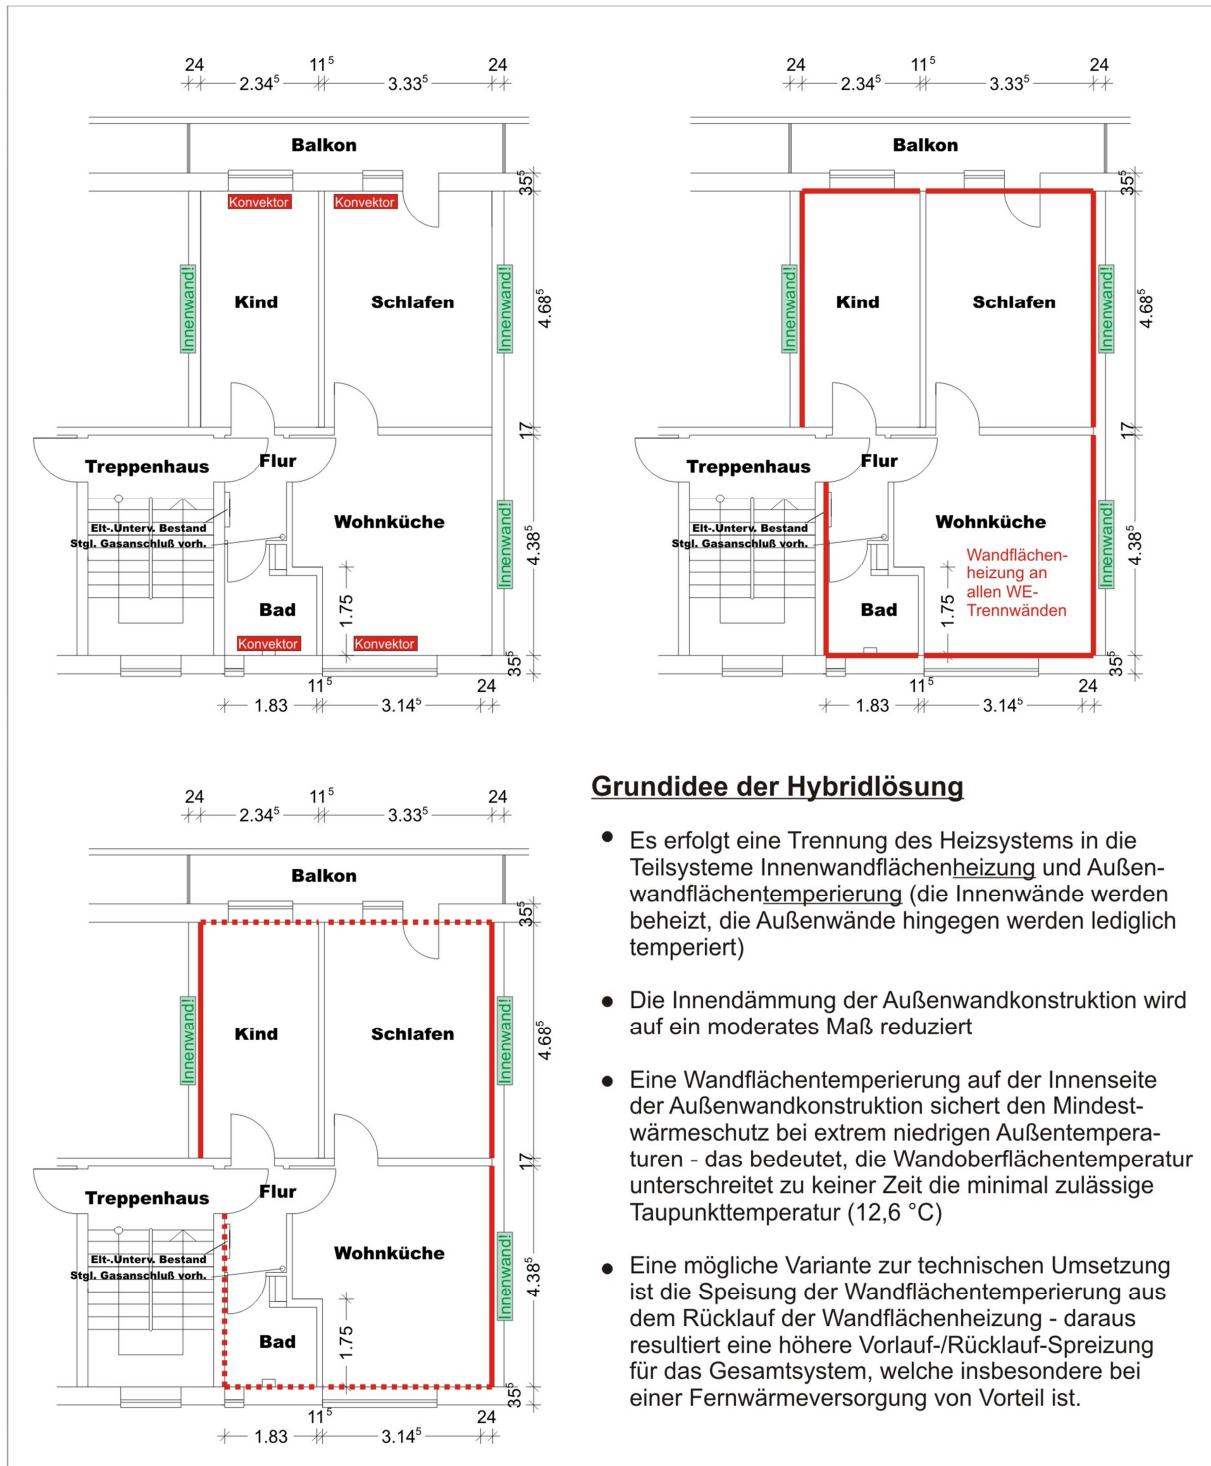 24 11⁵ 24
2.34⁵ 3.33⁵
Balkon
35⁵
Konvektor Konvektor
Innenwand!
Kind
Schlafen
Innenwand!
4.68⁵
17
Treppenhaus
Flur
Elt-.Unterv. Bestand
Stgl. Gasanschluß vorh.
Wohnküche
Innenwand!
4.38⁵
Bad
1.75
Konvektor Konvektor
35⁵
11⁵ 24
1.83 3.14⁵
24 11⁵ 24
2.34⁵ 3.33⁵
Balkon
35⁵
Innenwand!
Kind
Schlafen
Innenwand!
4.68⁵
17
Treppenhaus
Flur
Elt-.Unterv. Bestand
Stgl. Gasanschluß vorh.
Wohnküche
Wandflächen-
heizung an
allen WE-
Trennwänden
Innenwand!
4.38⁵
Bad
1.75
35⁵
11⁵ 24
1.83 3.14⁵
24 11⁵ 24
2.34⁵ 3.33⁵
Balkon
35⁵
Innenwand!
Kind
Schlafen
Innenwand!
4.68⁵
17
Treppenhaus
Flur
Elt-.Unterv. Bestand
Stgl. Gasanschluß vorh.
Wohnküche
Innenwand!
4.38⁵
Bad
1.75
35⁵
11⁵ 24
1.83 3.14⁵
Grundidee der Hybridlösung
• Es erfolgt eine Trennung des Heizsystems in die
Teilsysteme Innenwandflächenheizung und Außen-
wandflächentemperierung (die Innenwände werden
beheizt, die Außenwände hingegen werden lediglich
temperiert)
• Die Innendämmung der Außenwandkonstruktion wird
auf ein moderates Maß reduziert
• Eine Wandflächentemperierung auf der Innenseite
der Außenwandkonstruktion sichert den Mindest-
wärmeschutz bei extrem niedrigen Außentempera-
turen - das bedeutet, die Wandoberflächentemperatur
unterschreitet zu keiner Zeit die minimal zulässige
Taupunkttemperatur (12,6 °C)
• Eine mögliche Variante zur technischen Umsetzung
ist die Speisung der Wandflächentemperierung aus
dem Rücklauf der Wandflächenheizung - daraus
resultiert eine höhere Vorlauf-/Rücklauf-Spreizung
für das Gesamtsystem, welche insbesondere bei
einer Fernwärmeversorgung von Vorteil ist.